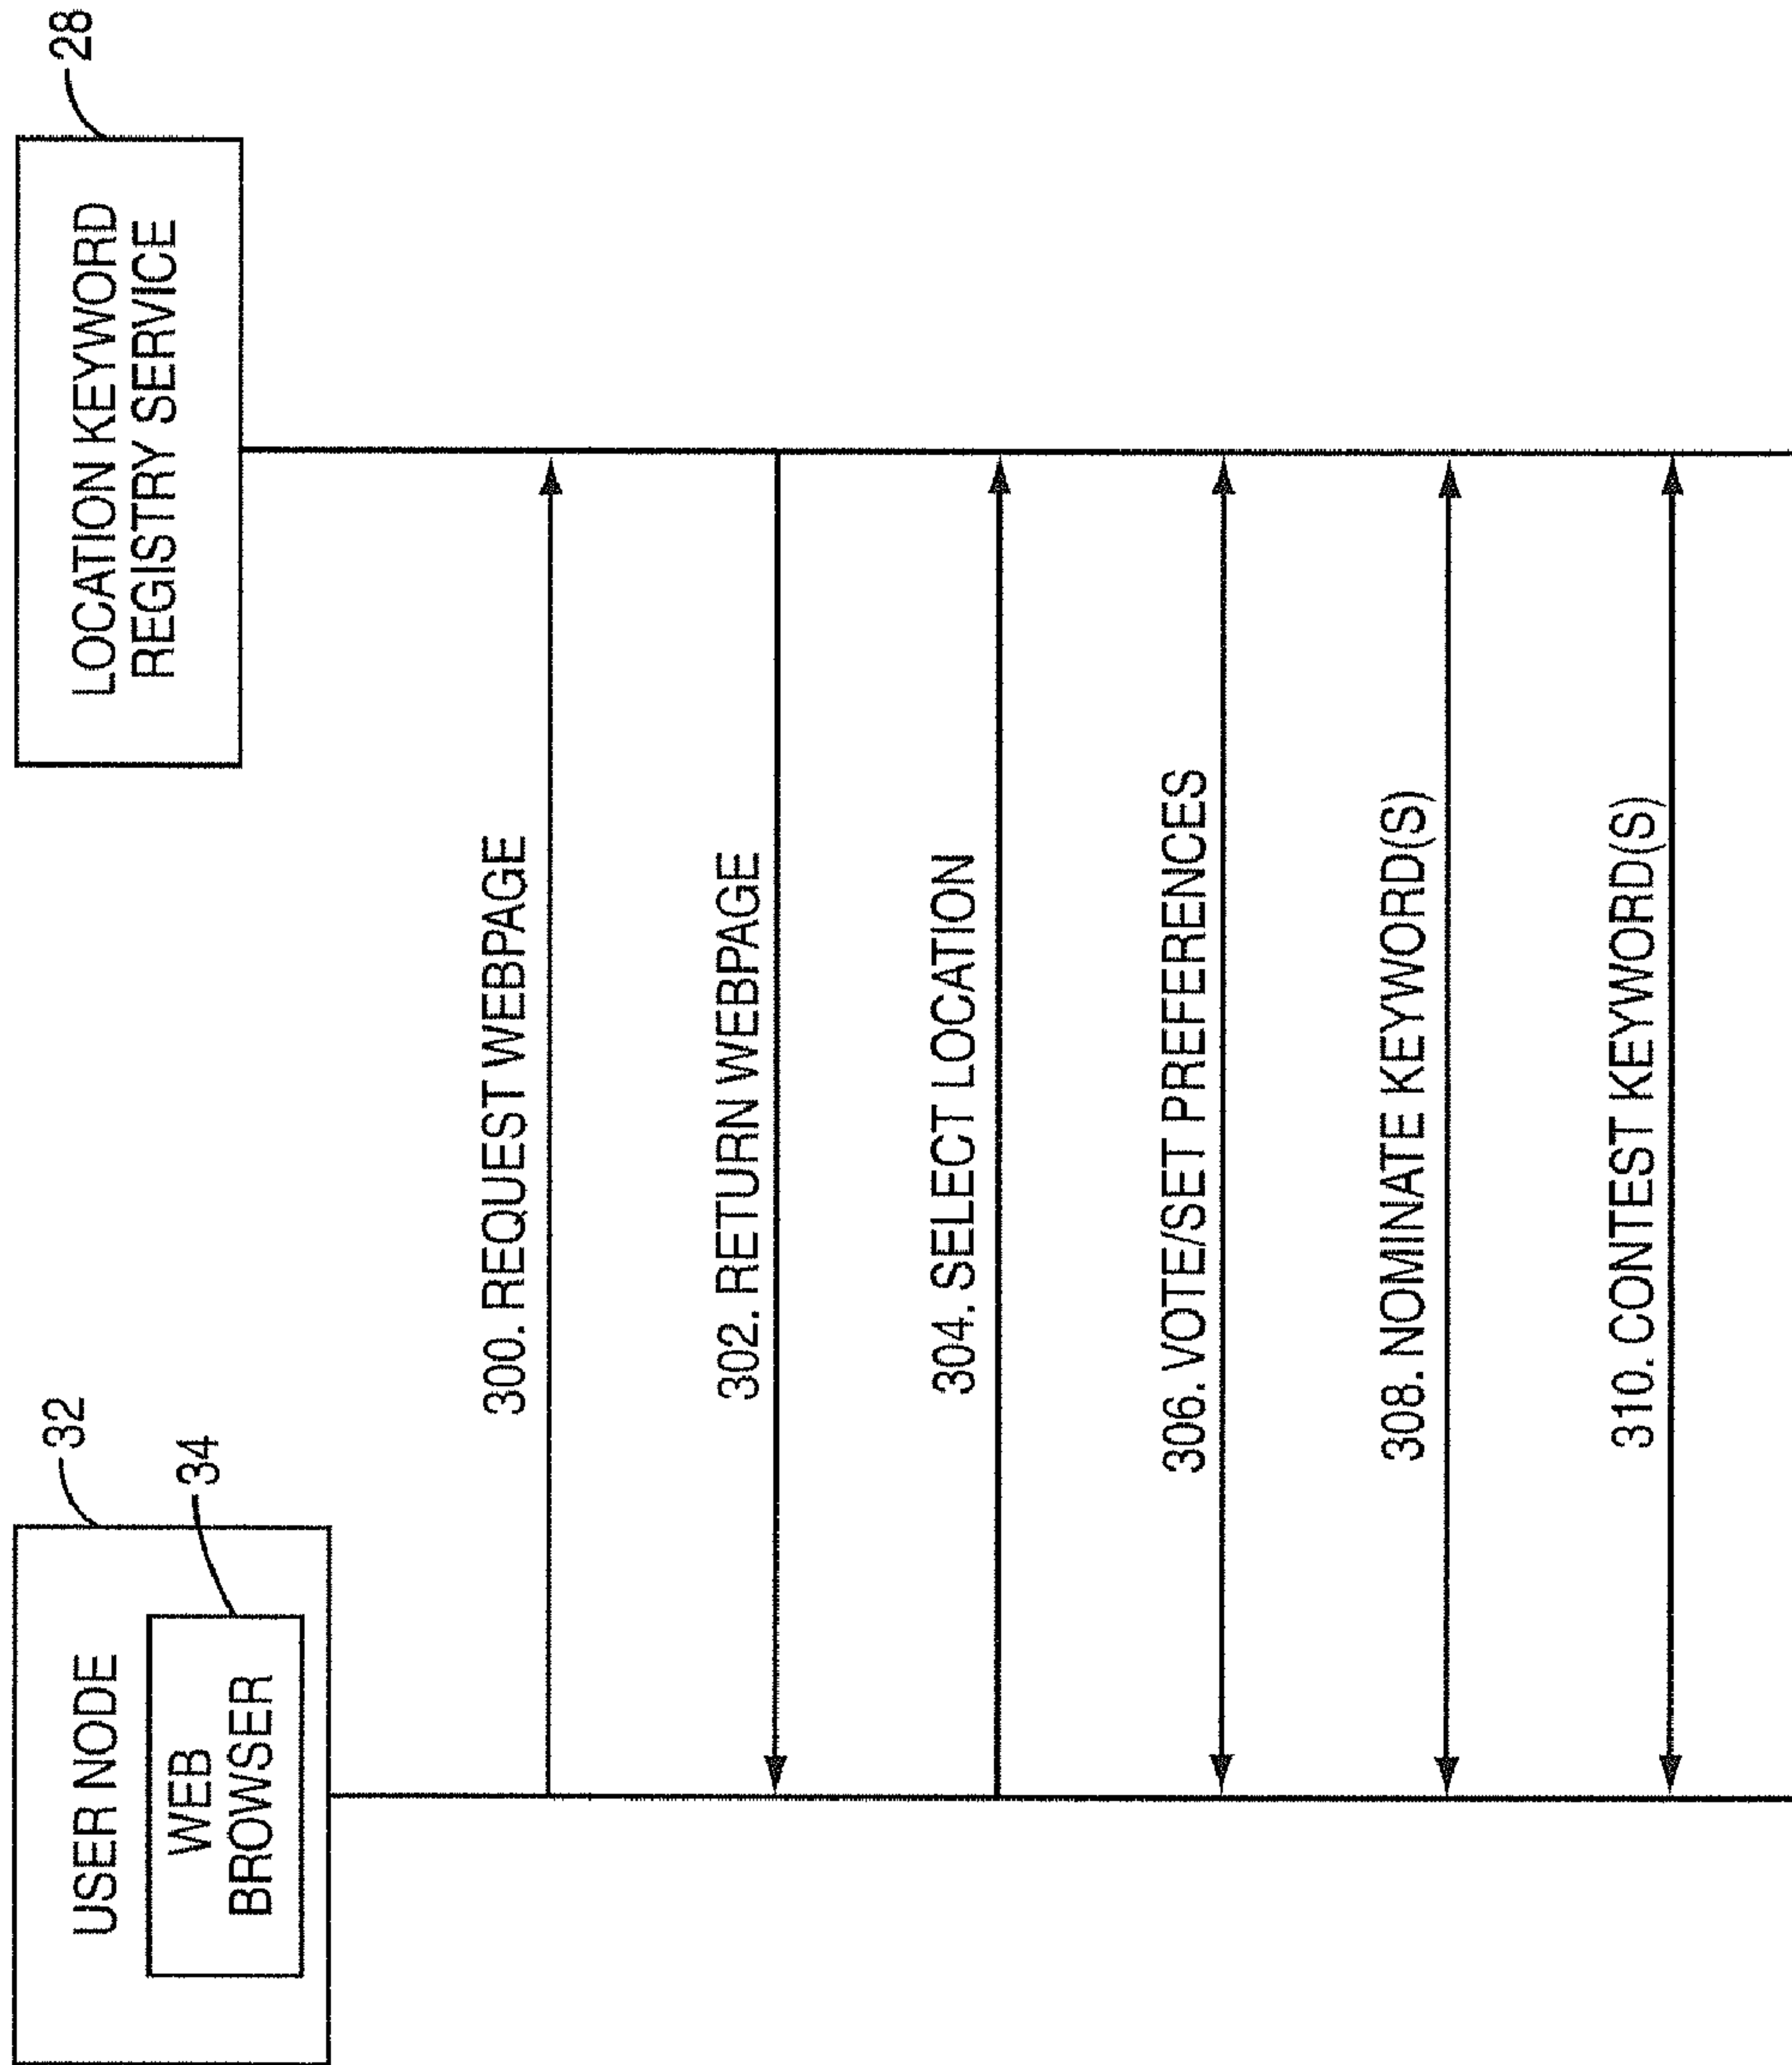 32
USER NODE
34
WEB
BROWSER
28
LOCATION KEYWORD
REGISTRY SERVICE
300. REQUEST WEBPAGE
302. RETURN WEBPAGE
304. SELECT LOCATION
306. VOTE/SET PREFERENCES
308. NOMINATE KEYWORD(S)
310. CONTEST KEYWORD(S)